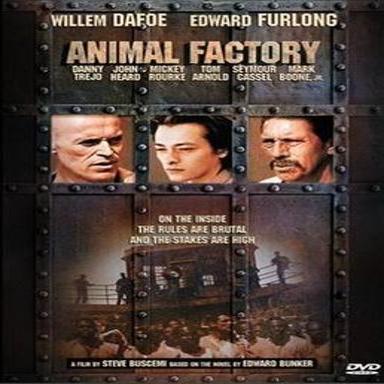 WILLEM DAFOE EDWARD FURLONG
ANIMAL FACTORY
DANNY TREJO JOHN HEARD MICKEY ROURKE TOM ARNOLD SEYMOUR CASSEL MARK BOONE, JR.
ON THE INSIDE
THE RULES ARE BRUTAL
AND THE STAKES ARE HIGH
A FILM BY STEVE BUSCEMI BASED ON THE NOVEL BY EDWARD BUNKER
DVD
VIDEO